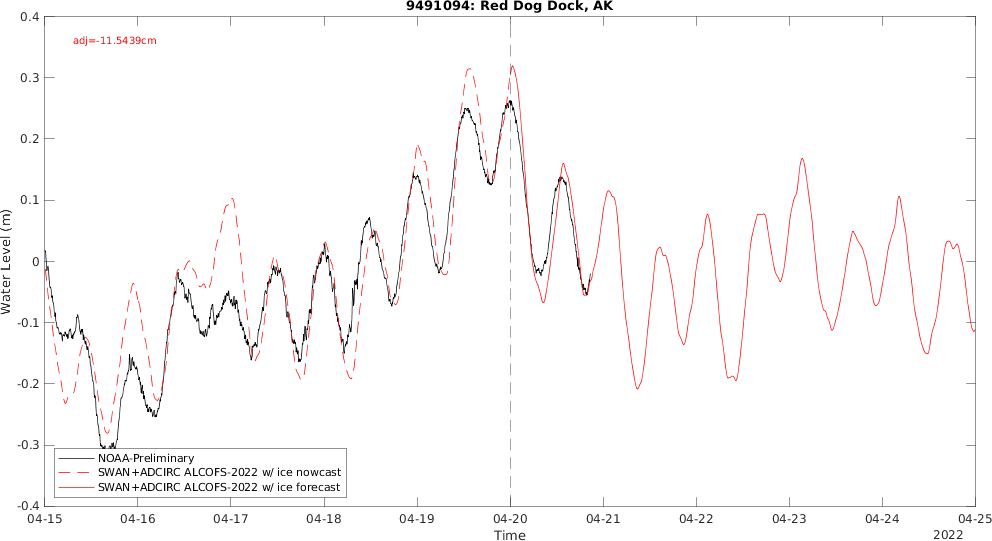 9491094: Red Dog Dock, AK
adj=-11.5439cm
Water Level (m)
0.4
0.3
0.2
0.1
0
-0.1
-0.2
-0.3
-0.4
NOAA-Preliminary
SWAN+ADCIRC ALCOFS-2022 w/ ice nowcast
SWAN+ADCIRC ALCOFS-2022 w/ ice forecast
04-15 04-16 04-17 04-18 04-19 04-20 04-21 04-22 04-23 04-24 04-25
Time
2022